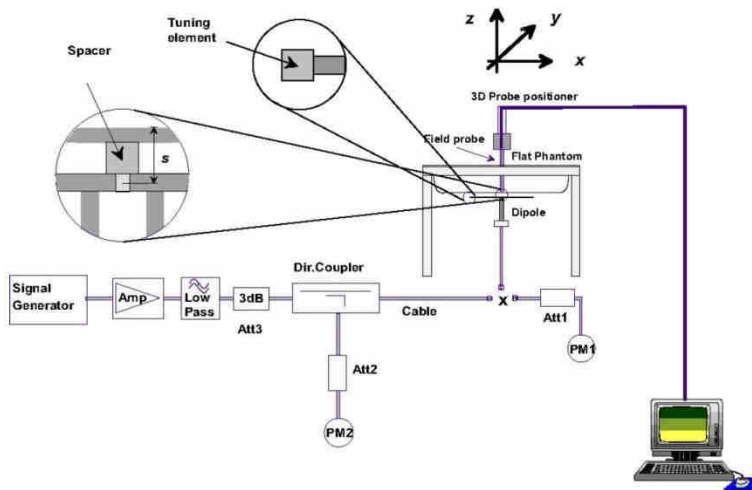 Spacer
Tuning
element
s
z
y
x
3D Probe positioner
Field probe
Flat Phantom
Dipole
Signal
Generator
Amp
Low
Pass
3dB
Att3
Dir.Coupler
Cable
x
Att1
PM1
Att2
PM2